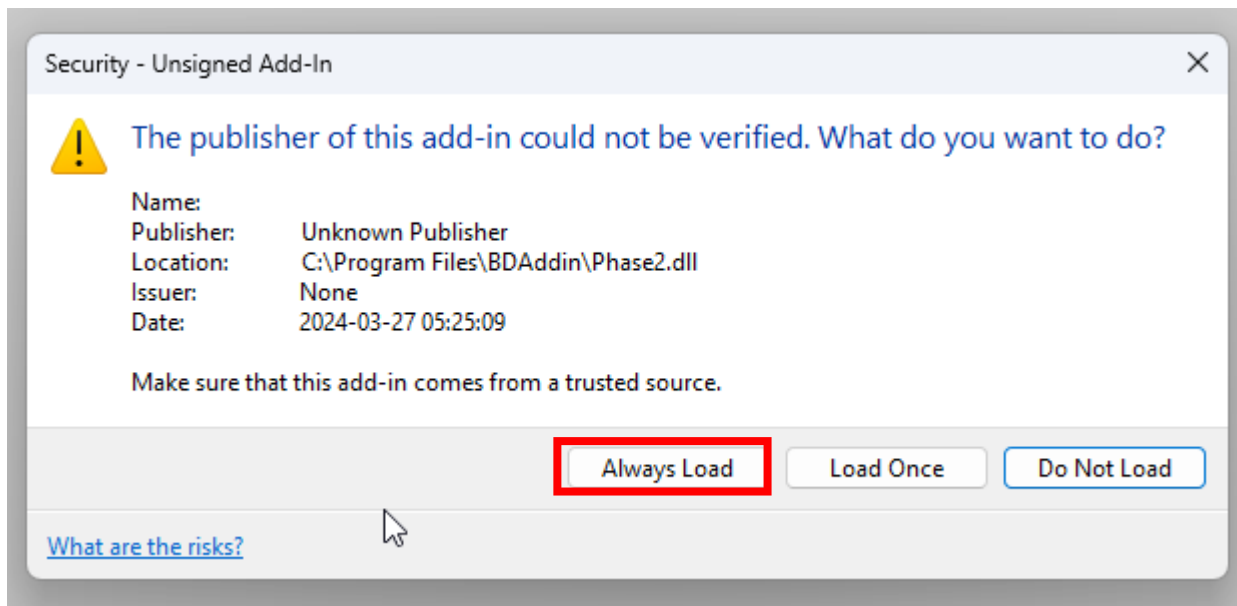 Security - Unsigned Add-In
The publisher of this add-in could not be verified. What do you want to do?
Name:
Publisher: Unknown Publisher
Location: C:\Program Files\BDAddin\Phase2.dll
Issuer: None
Date: 2024-03-27 05:25:09
Make sure that this add-in comes from a trusted source.
Always Load Load Once Do Not Load
What are the risks?